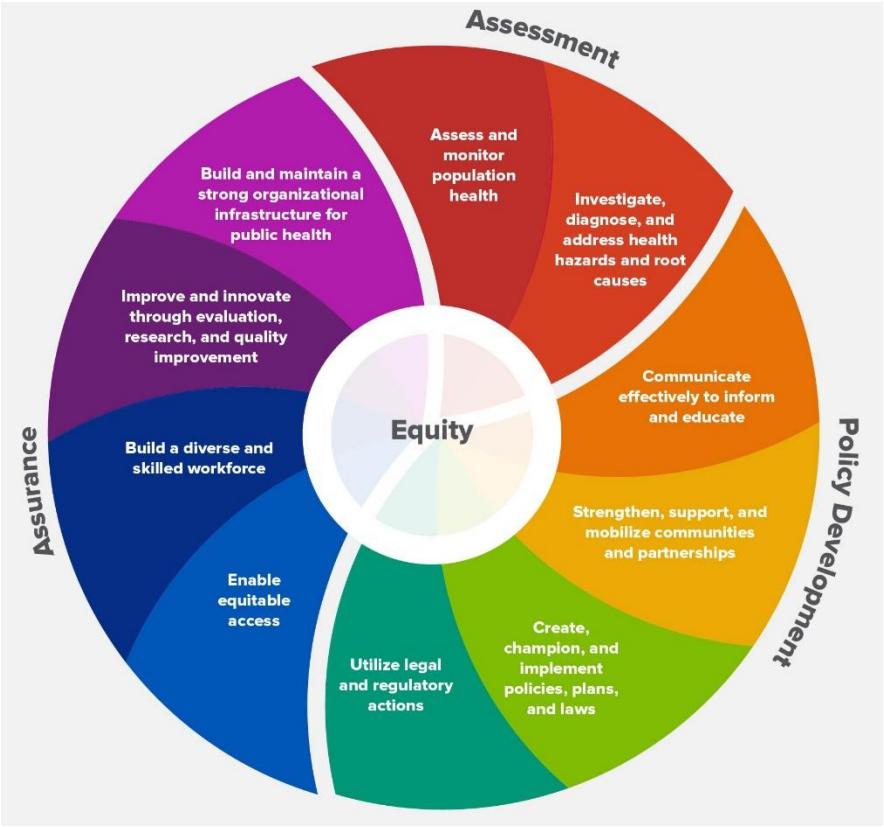 Assessment
Assess and
monitor
population
health
Investigate,
diagnose, and
address health
hazards and root
causes
Policy Development
Communicate
effectively to inform
and educate
Strengthen, support, and
mobilize communities
and partnerships
Create,
champion, and
implement
policies, plans,
and laws
Utilize legal
and regulatory
actions
Assurance
Enable
equitable
access
Build a diverse and
skilled workforce
Improve and innovate
through evaluation,
research, and quality
improvement
Build and maintain a
strong organizational
infrastructure for
public health
Equity